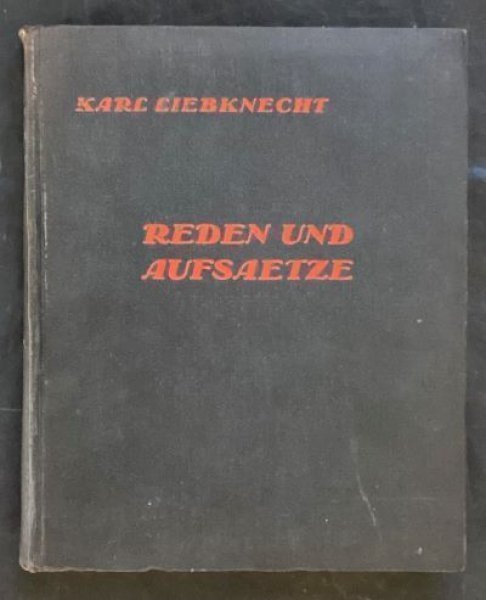 KARL LIEBKNECHT
REDEN UND
AUFSAETZE